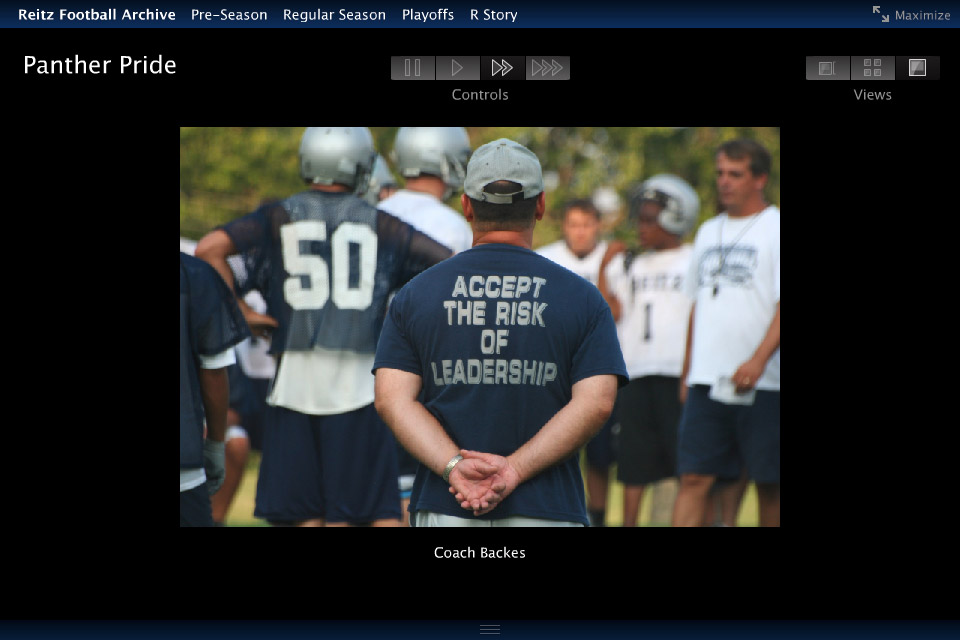 Reitz Football Archive Pre-Season Regular Season Playoffs R Story
Maximize
Panther Pride
Controls
Views
50
ACCEPT
THE RISK
OF
LEADERSHIP
1
Coach Backes